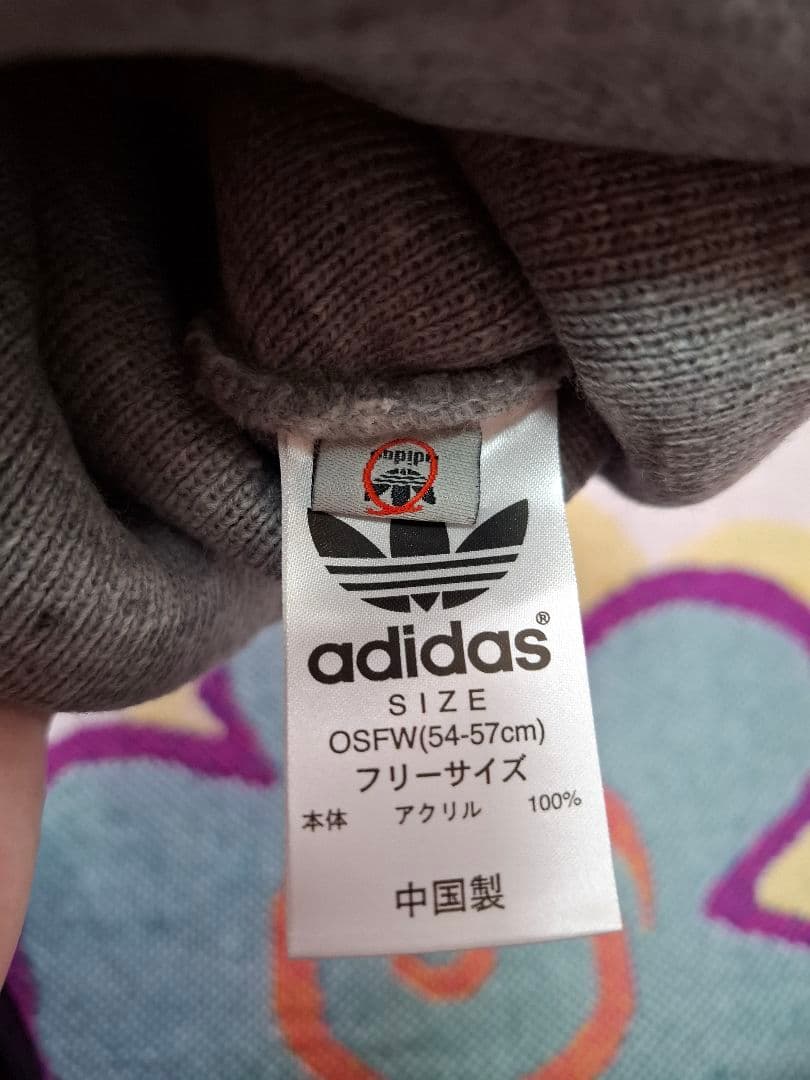 adidas
adidas®
SIZE
OSFW(54-57cm)
フリーサイズ
本体 アクリル 100%
中国製